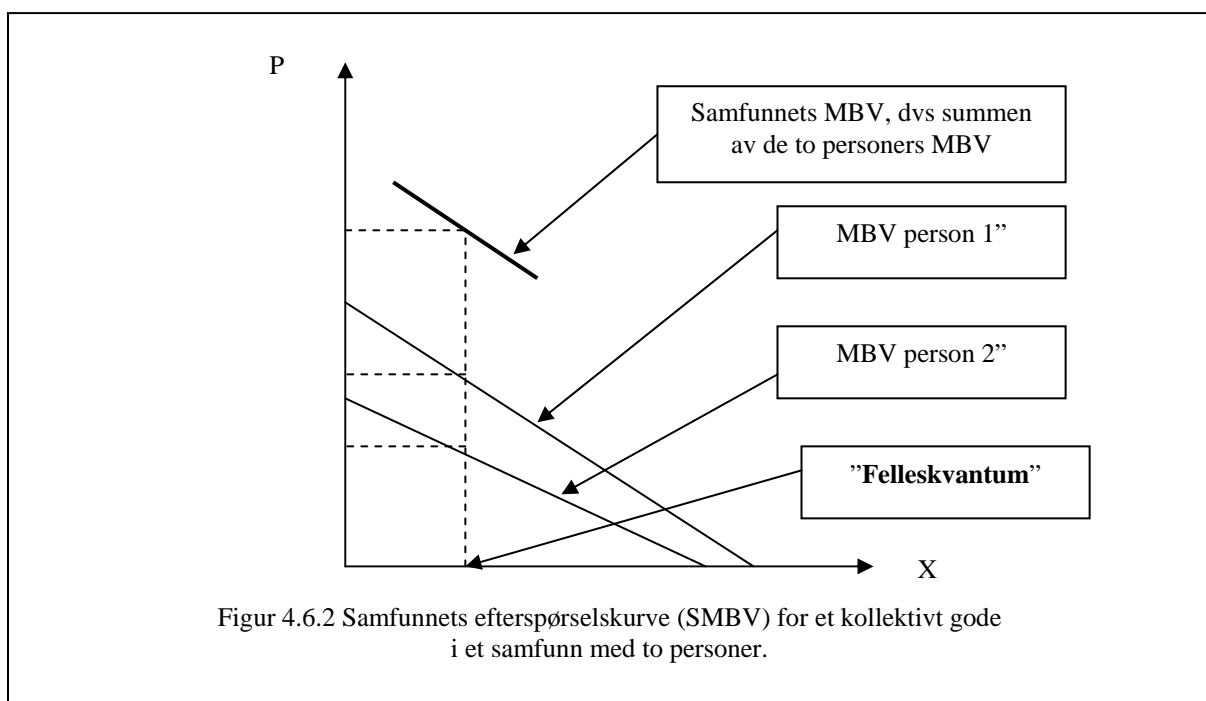 P
Samfunnets MBV, dvs summen
av de to personers MBV
MBV person 1”
MBV person 2”
”Felleskvantum”
X
Figur 4.6.2 Samfunnets efterspørselskurve (SMBV) for et kollektivt gode
i et samfunn med to personer.